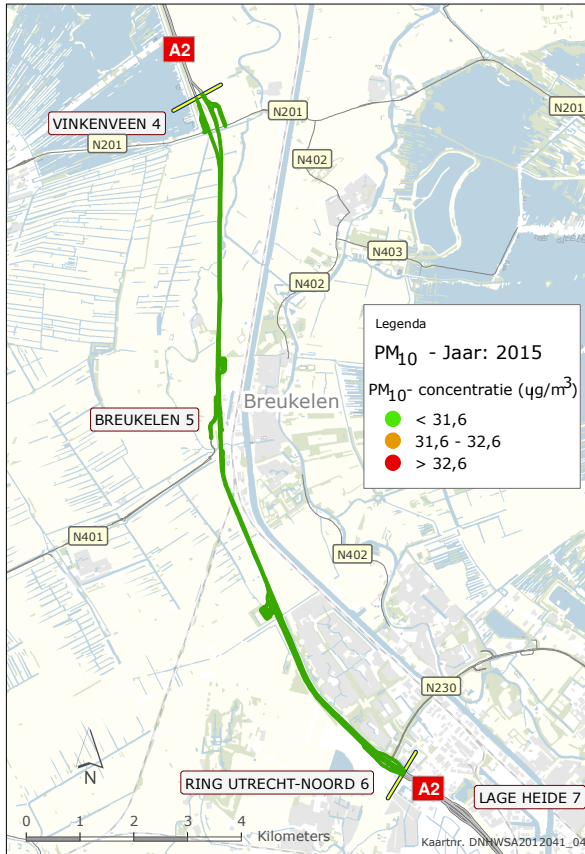 A2
VINKENVEEN 4
N201
N201
N201
N402
N403
N402
Legenda
PM10 - Jaar: 2015
PM10- concentratie (ųg/m3)
< 31,6
31,6 - 32,6
> 32,6
Breukelen
BREUKELEN 5
N401
N402
N230
N
RING UTRECHT-NOORD 6
A2
LAGE HEIDE 7
0 1 2 3 4
Kilometers
Kaartnr. DNHWSA2012041_04